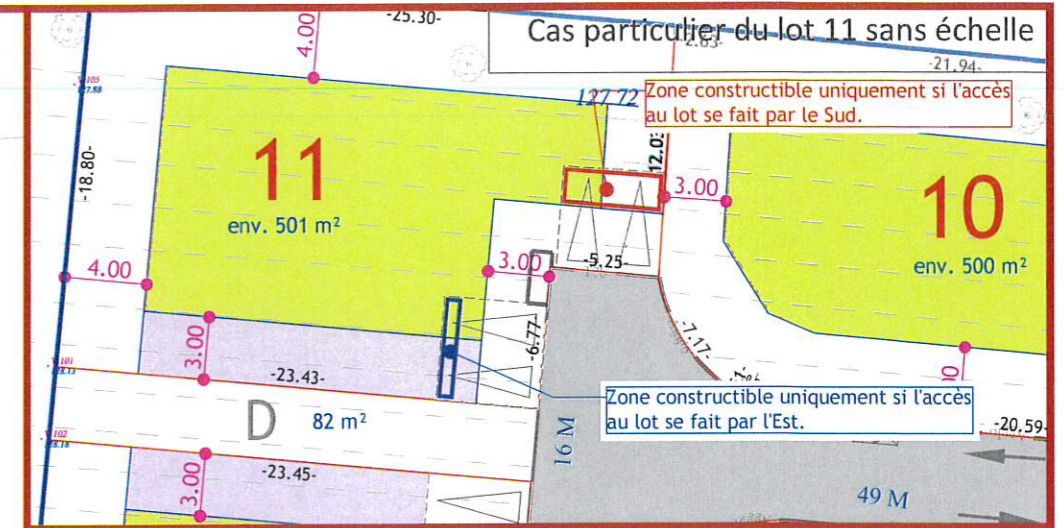 -25.30-
Cas particulier du lot 11 sans échelle
4.00
-21.94-
127.72
Zone constructible uniquement si l'accès
au lot se fait par le Sud.
127.88
-18.80-
11
env. 501 m²
12.03
3.00
10
env. 500 m²
4.00
3.00
-5.25-
3.00
-6.77-
-7.17-
-23.43-
Zone constructible uniquement si l'accès
au lot se fait par l'Est.
D
82 m²
16 M
-20.59-
3.00
-23.45-
49 M